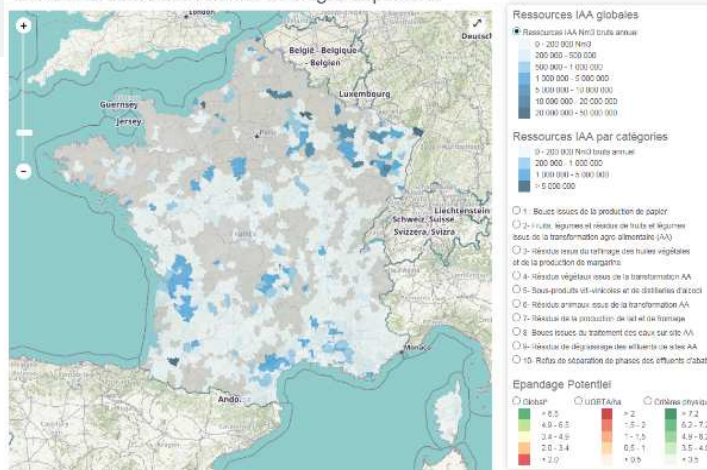 London
België - Belgique
- Belgien
Deutsch
Guernsey
Jersey
Luxembourg
Paris
France
Liechtenstein
Schweiz, Suisse,
Svizzera, Svizra
Monaco
Ando.
+
-
Ressources IAA globales
Ressources IAA Nm3 bruts annuel
0 - 200 000 Nm3
200 000 - 500 000
500 000 - 1 000 000
1 000 000 - 5 000 000
5 000 000 - 10 000 000
10 000 000 - 20 000 000
20 000 000 - 50 000 000
Ressources IAA par catégories
0 - 200 000 Nm3 bruts annuel
200 000 - 1 000 000
1 000 000 - 5 000 000
> 5 000 000
1 : Boues issues de la production de papier
2- Fruits, légumes et résidus de fruits et légumes
issus de la transformation agro-alimentaire (AA)
3- Résidus issus du raffinage des huiles végétales
et de la production de margarine
4- Résidus végétaux issus de la transformation AA
5- Sous-produits viti-vinicoles et de distilleries d'alcool
6- Résidus animaux issus de la transformation AA
7- Résidus de la production de lait et de fromage
8- Boues issues du traitement des eaux sur site AA
9- Résidus de dégraissage des effluents de sites AA
10- Refus de séparation de phases des effluents d'abat
Epandage Potentiel
Global* UGBTA/ha Critères physiqu
> 6.5 > 2 > 7.2
4.9 - 6.5 1.5 - 2 6.2 - 7.2
3.4 - 4.9 1 - 1.5 4.9 - 6.2
2.0 - 3.4 0.5 - 1 3.5 - 4.9
< 2.0 < 0.5 < 3.5